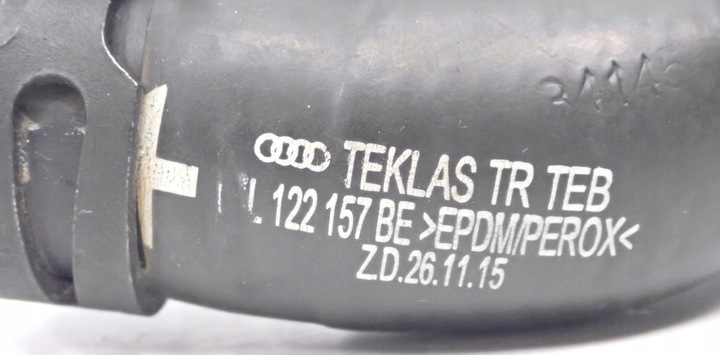 TEKLAS TR TEB
L 122 157 BE >EPDM/PEROX<
Z.D.26.11.15